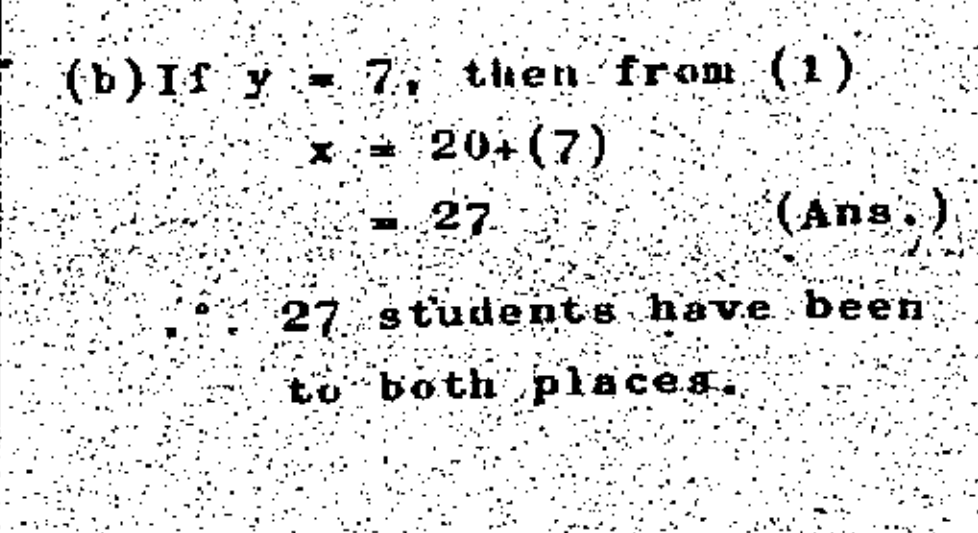 (b) If y = 7, then from (1)
x = 20+(7)
= 27 (Ans.)
∴ 27 students have been
to both places.